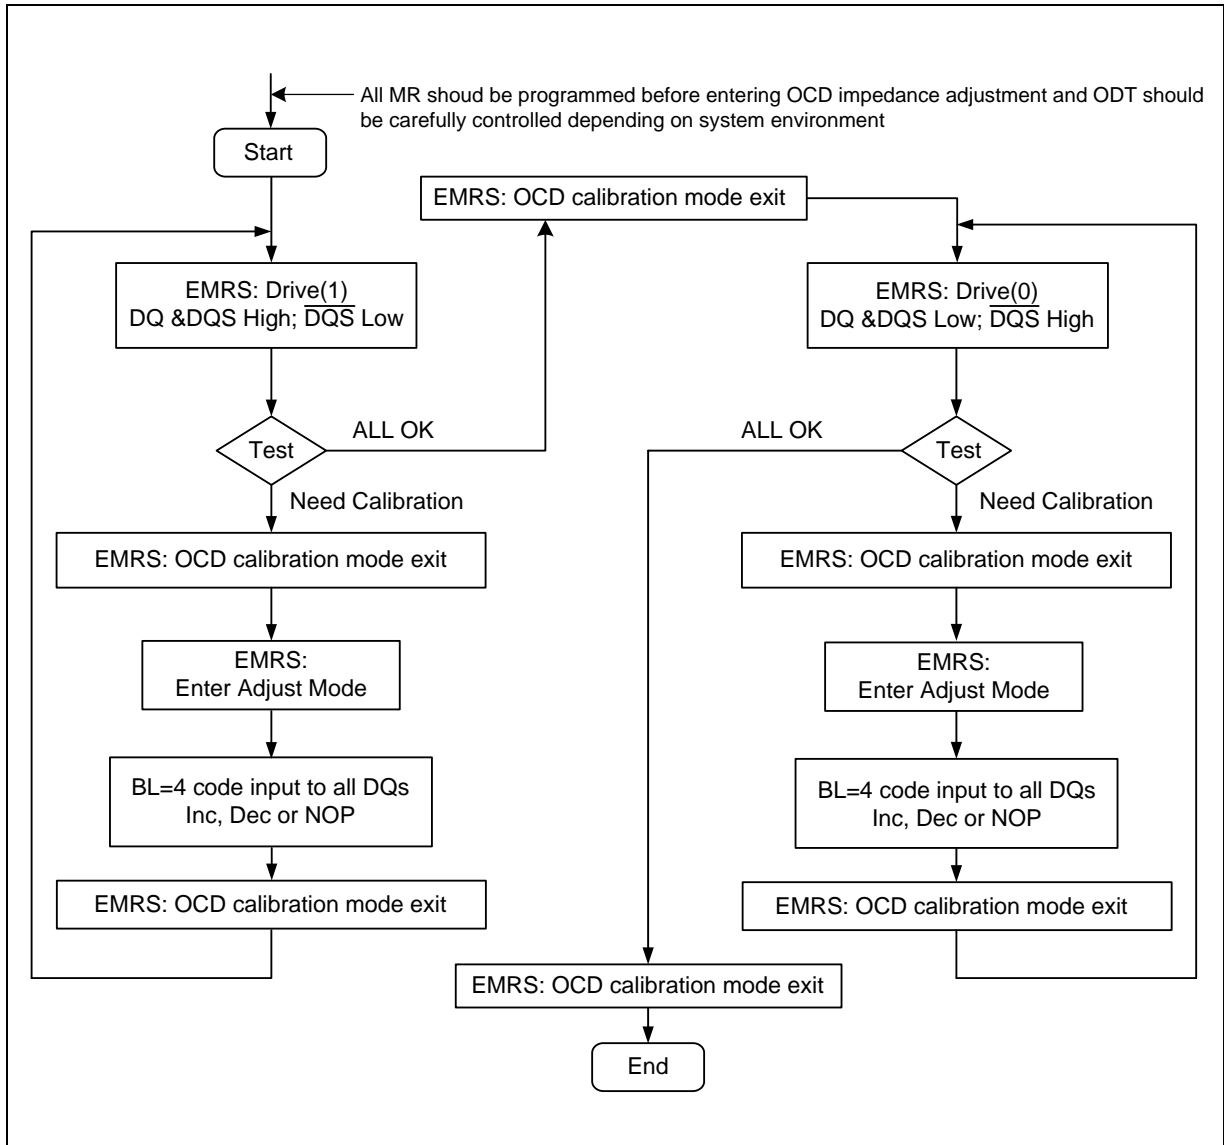 All MR shoud be programmed before entering OCD impedance adjustment and ODT should
be carefully controlled depending on system environment
Start
EMRS: OCD calibration mode exit
EMRS: Drive(1)
DQ &DQS High; D̅Q̅S̅ Low
Test
ALL OK
Need Calibration
EMRS: OCD calibration mode exit
EMRS:
Enter Adjust Mode
BL=4 code input to all DQs
Inc, Dec or NOP
EMRS: OCD calibration mode exit
EMRS: Drive(0)
DQ &DQS Low; D̅Q̅S̅ High
Test
ALL OK
Need Calibration
EMRS: OCD calibration mode exit
EMRS:
Enter Adjust Mode
BL=4 code input to all DQs
Inc, Dec or NOP
EMRS: OCD calibration mode exit
EMRS: OCD calibration mode exit
End